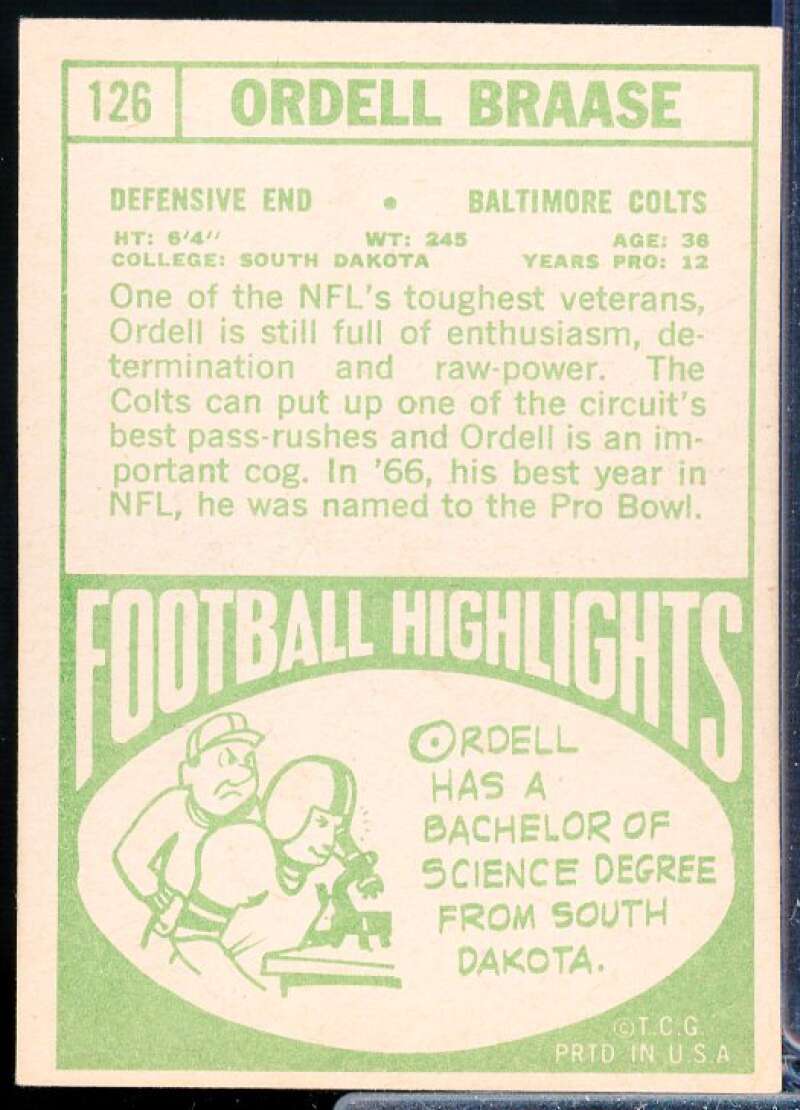 126 ORDELL BRAASE
DEFENSIVE END • BALTIMORE COLTS
HT: 6'4" WT: 245 AGE: 36
COLLEGE: SOUTH DAKOTA YEARS PRO: 12
One of the NFL's toughest veterans,
Ordell is still full of enthusiasm, de-
termination and raw-power. The
Colts can put up one of the circuit's
best pass-rushes and Ordell is an im-
portant cog. In '66, his best year in
NFL, he was named to the Pro Bowl.
FOOTBALL HIGHLIGHTS
ORDELL
HAS A
BACHELOR OF
SCIENCE DEGREE
FROM SOUTH
DAKOTA.
©T.C.G.
PRTD IN U.S.A